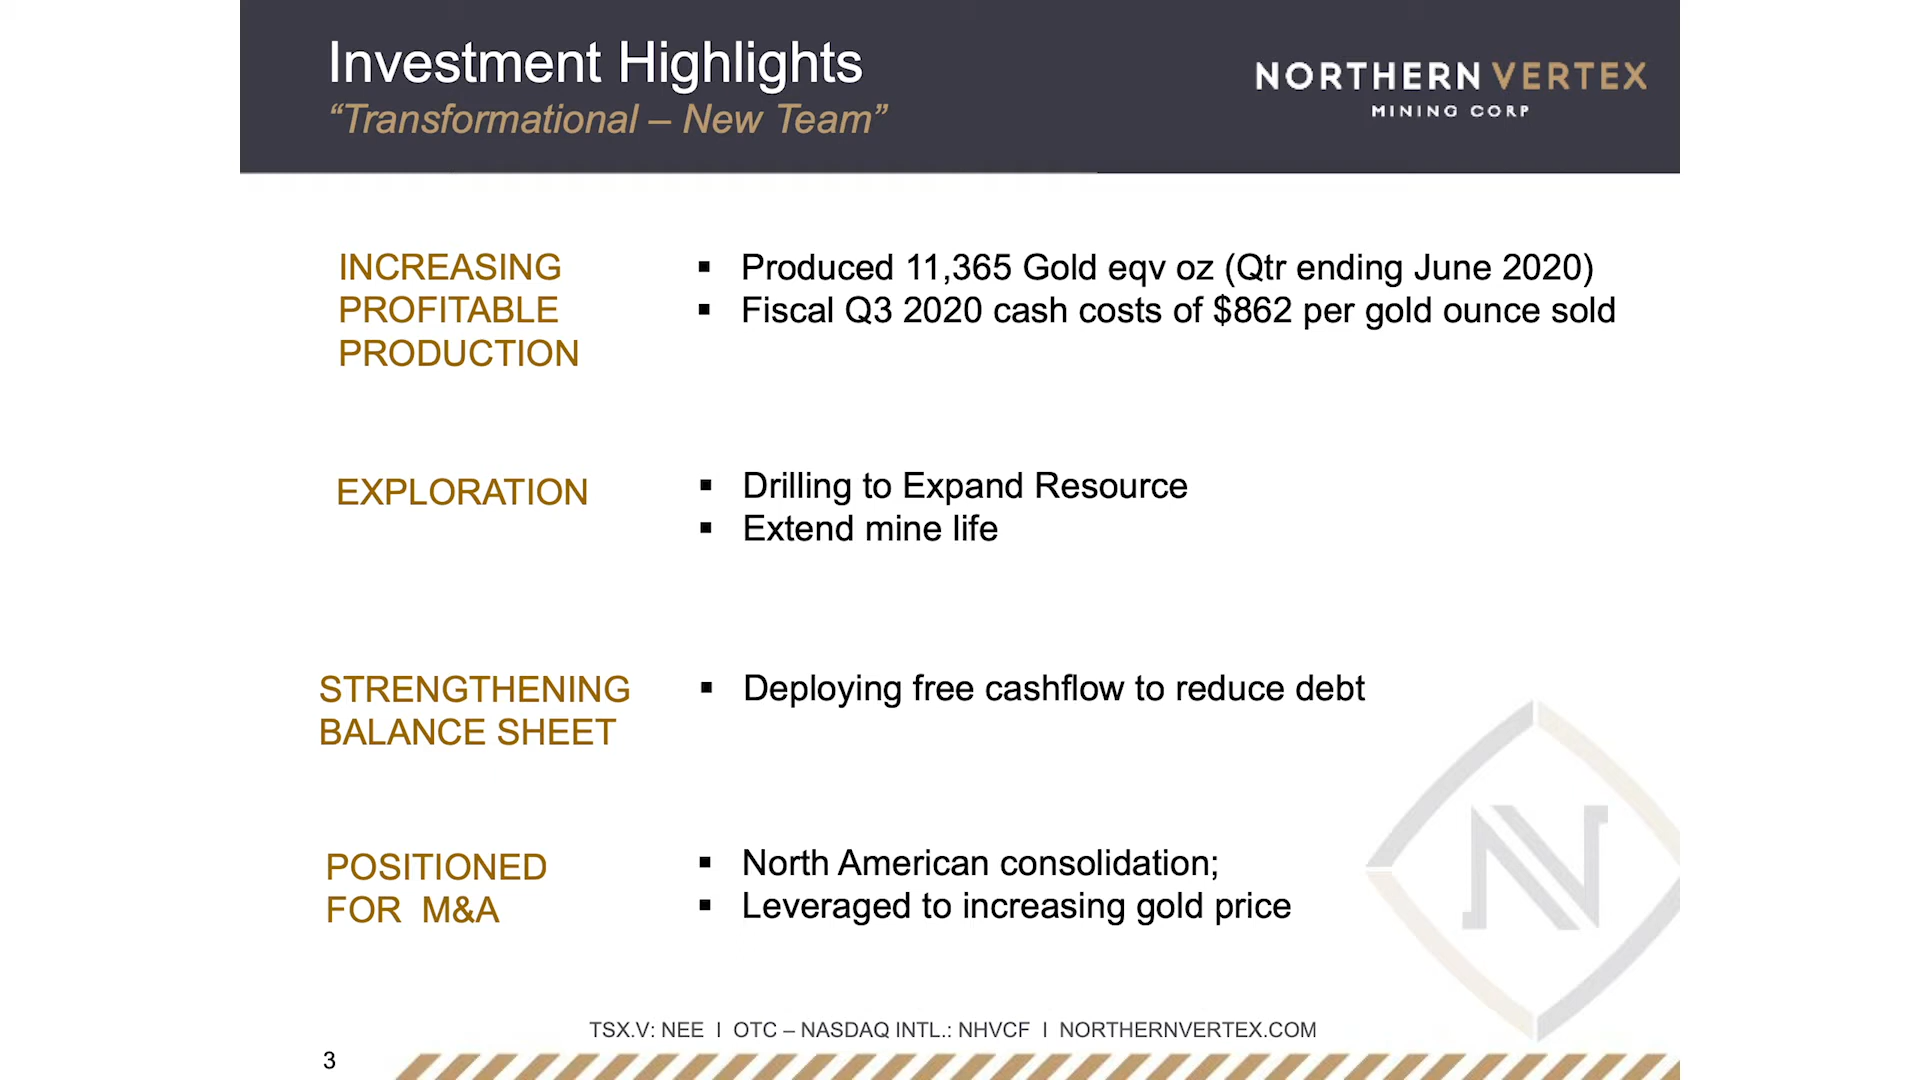 Investment Highlights
“Transformational – New Team”
NORTHERN VERTEX
MINING CORP
INCREASING
PROFITABLE
PRODUCTION
▪ Produced 11,365 Gold eqv oz (Qtr ending June 2020)
▪ Fiscal Q3 2020 cash costs of $862 per gold ounce sold
EXPLORATION
▪ Drilling to Expand Resource
▪ Extend mine life
STRENGTHENING
BALANCE SHEET
▪ Deploying free cashflow to reduce debt
POSITIONED
FOR M&A
▪ North American consolidation;
▪ Leveraged to increasing gold price
NV
TSX.V: NEE I OTC – NASDAQ INTL.: NHVCF I NORTHERNVERTEX.COM
3